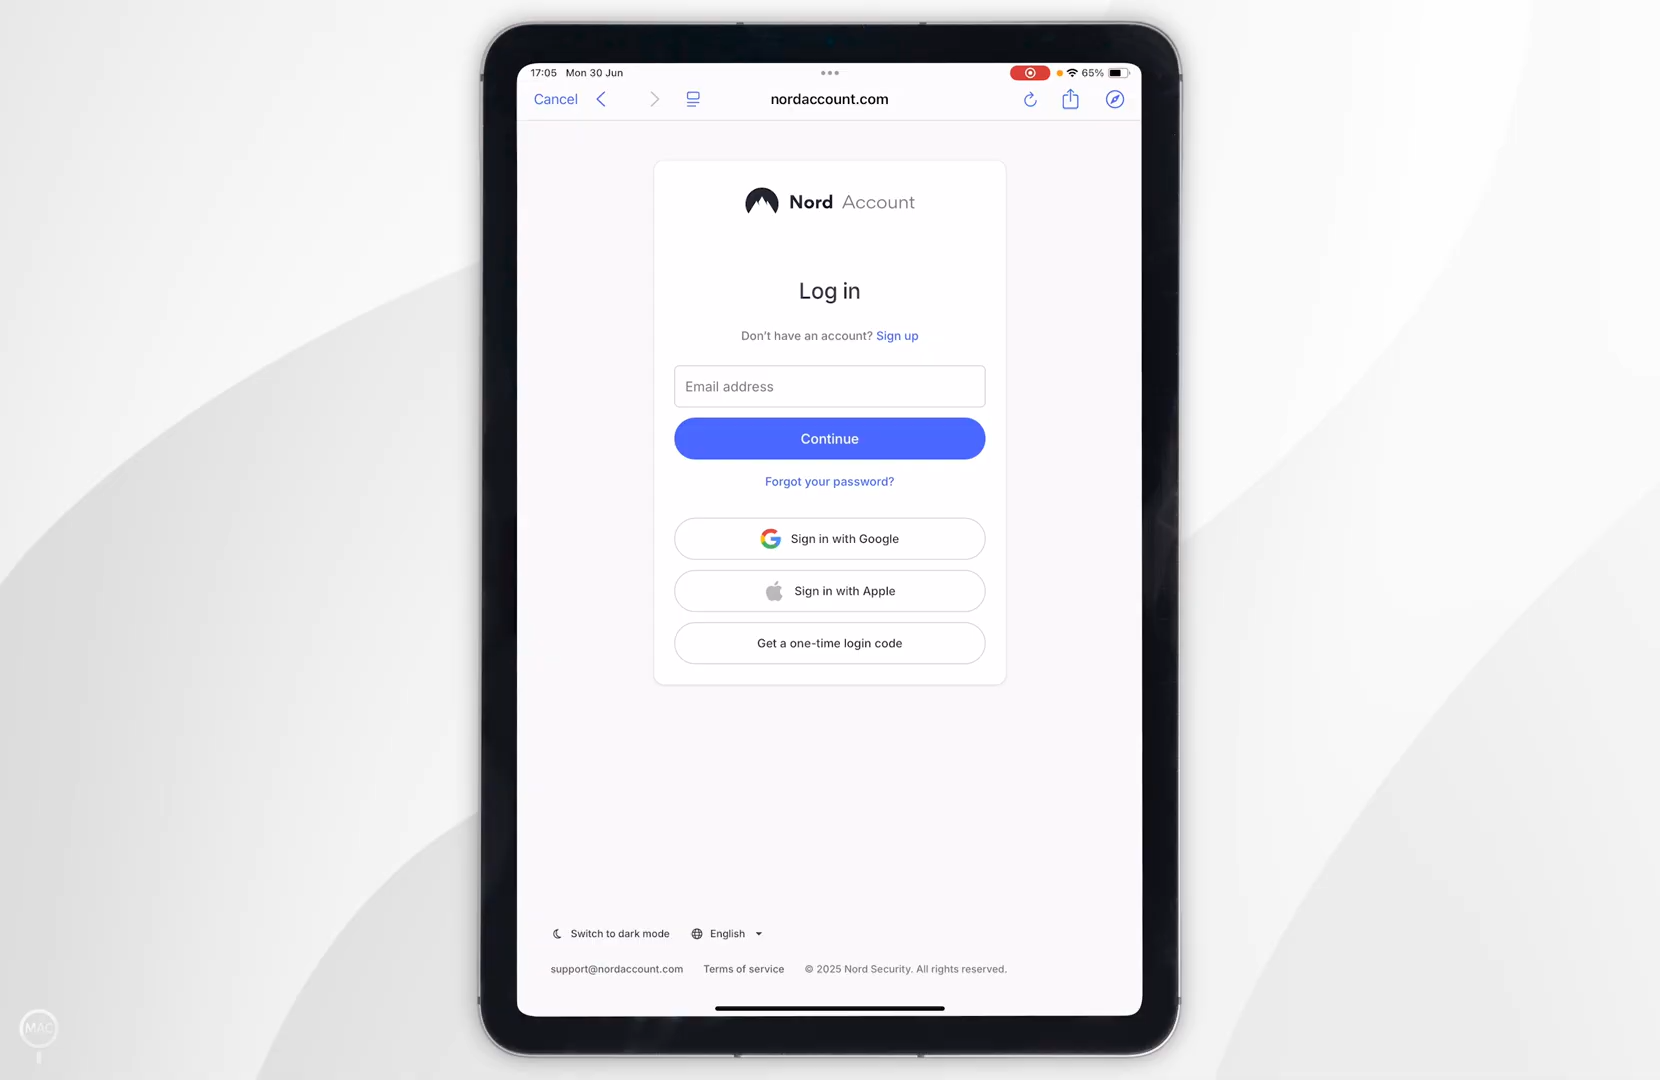 17:05 Mon 30 Jun
65%
Cancel
nordaccount.com
Nord Account
Log in
Don't have an account? Sign up
Email address
Continue
Forgot your password?
Sign in with Google
Sign in with Apple
Get a one-time login code
Switch to dark mode
English
support@nordaccount.com
Terms of service
© 2025 Nord Security. All rights reserved.
MAC